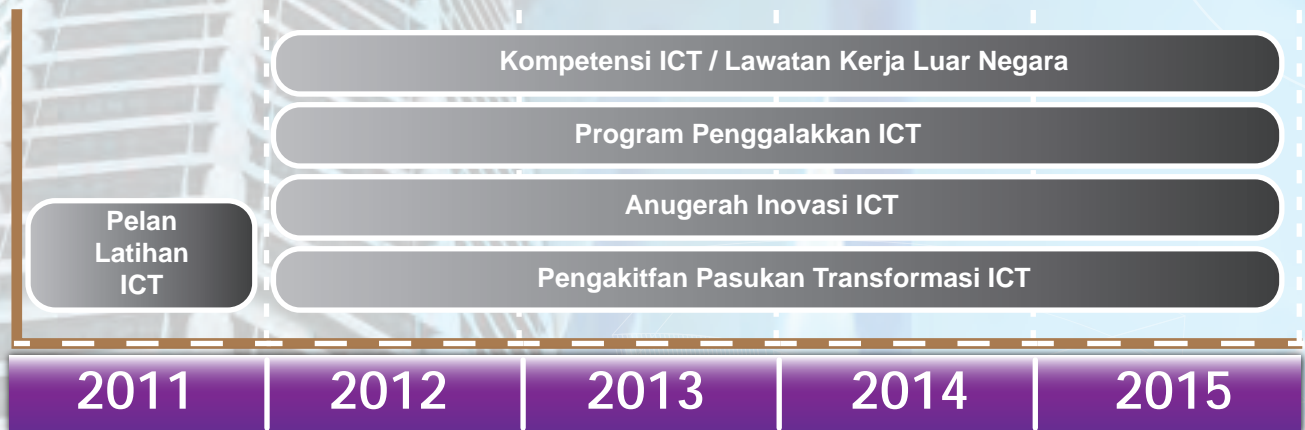 Kompetensi ICT / Lawatan Kerja Luar Negara
Program Penggalakkan ICT
Anugerah Inovasi ICT
Pelan
Latihan
ICT
Pengakitfan Pasukan Transformasi ICT
2011 2012 2013 2014 2015